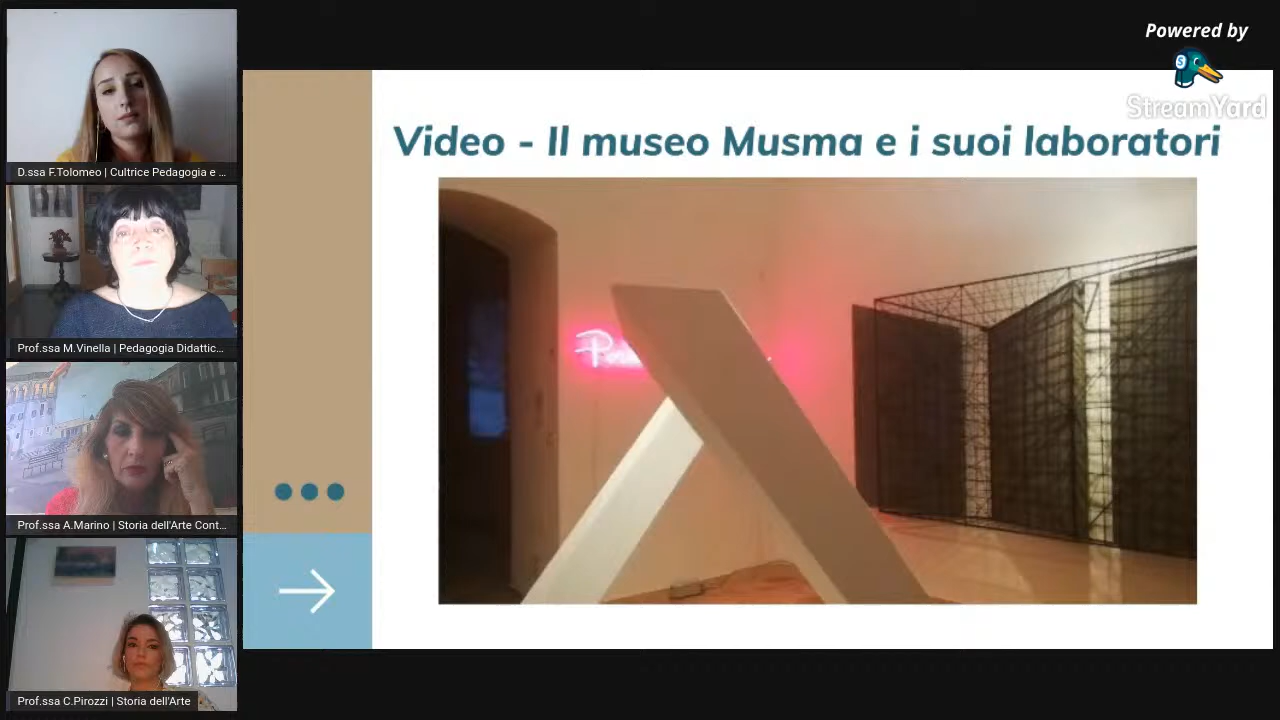 Powered by
StreamYard
Video - Il museo Musma e i suoi laboratori
D.ssa F.Tolomeo | Cultrice Pedagogia e ...
Prof.ssa M.Vinella | Pedagogia Didattic...
Prof.ssa A.Marino | Storia dell'Arte Cont...
Prof.ssa C.Pirozzi | Storia dell'Arte